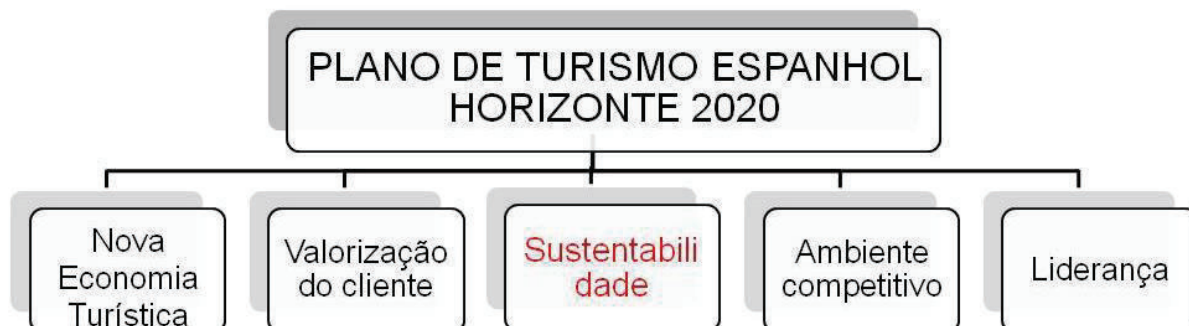 PLANO DE TURISMO ESPANHOL
HORIZONTE 2020
Nova
Economia
Turística
Valorização
do cliente
Sustentabili
dade
Ambiente
competitivo
Liderança